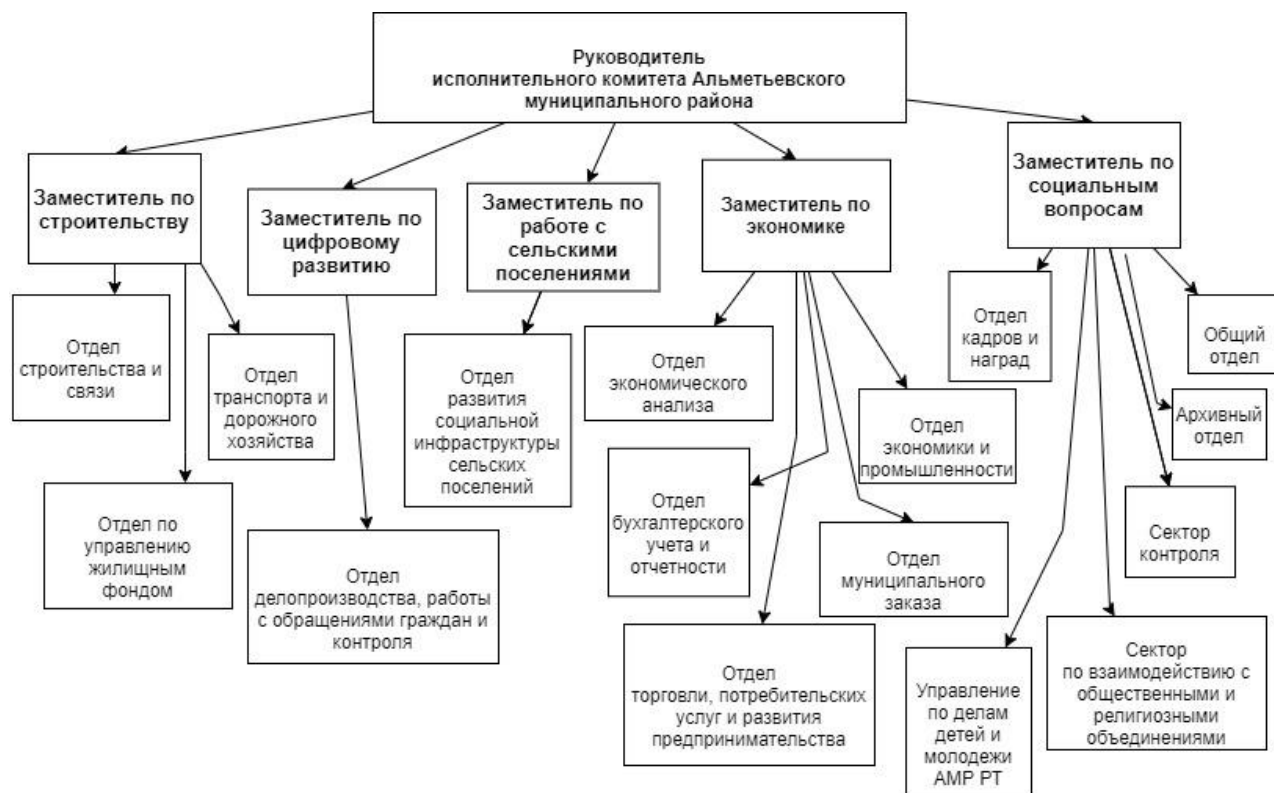 Руководитель
исполнительного комитета Альметьевского
муниципального района
Заместитель по
строительству
Заместитель по
цифровому
развитию
Заместитель по
работе с
сельскими
поселениями
Заместитель по
экономике
Заместитель по
социальным
вопросам
Отдел
строительства и
связи
Отдел
транспорта и
дорожного
хозяйства
Отдел по
управлению
жилищным
фондом
Отдел
делопроизводства, работы
с обращениями граждан и
контроля
Отдел
развития
социальной
инфраструктуры
сельских
поселений
Отдел
экономического
анализа
Отдел
экономики и
промышленности
Отдел
бухгалтерского
учета и
отчетности
Отдел
муниципального
заказа
Отдел
торговли, потребительских
услуг и развития
предпринимательства
Отдел
кадров и
наград
Общий
отдел
Архивный
отдел
Сектор
контроля
Сектор
по взаимодействию с
общественными и
религиозными
объединениями
Управление
по делам
детей и
молодежи
АМР РТ